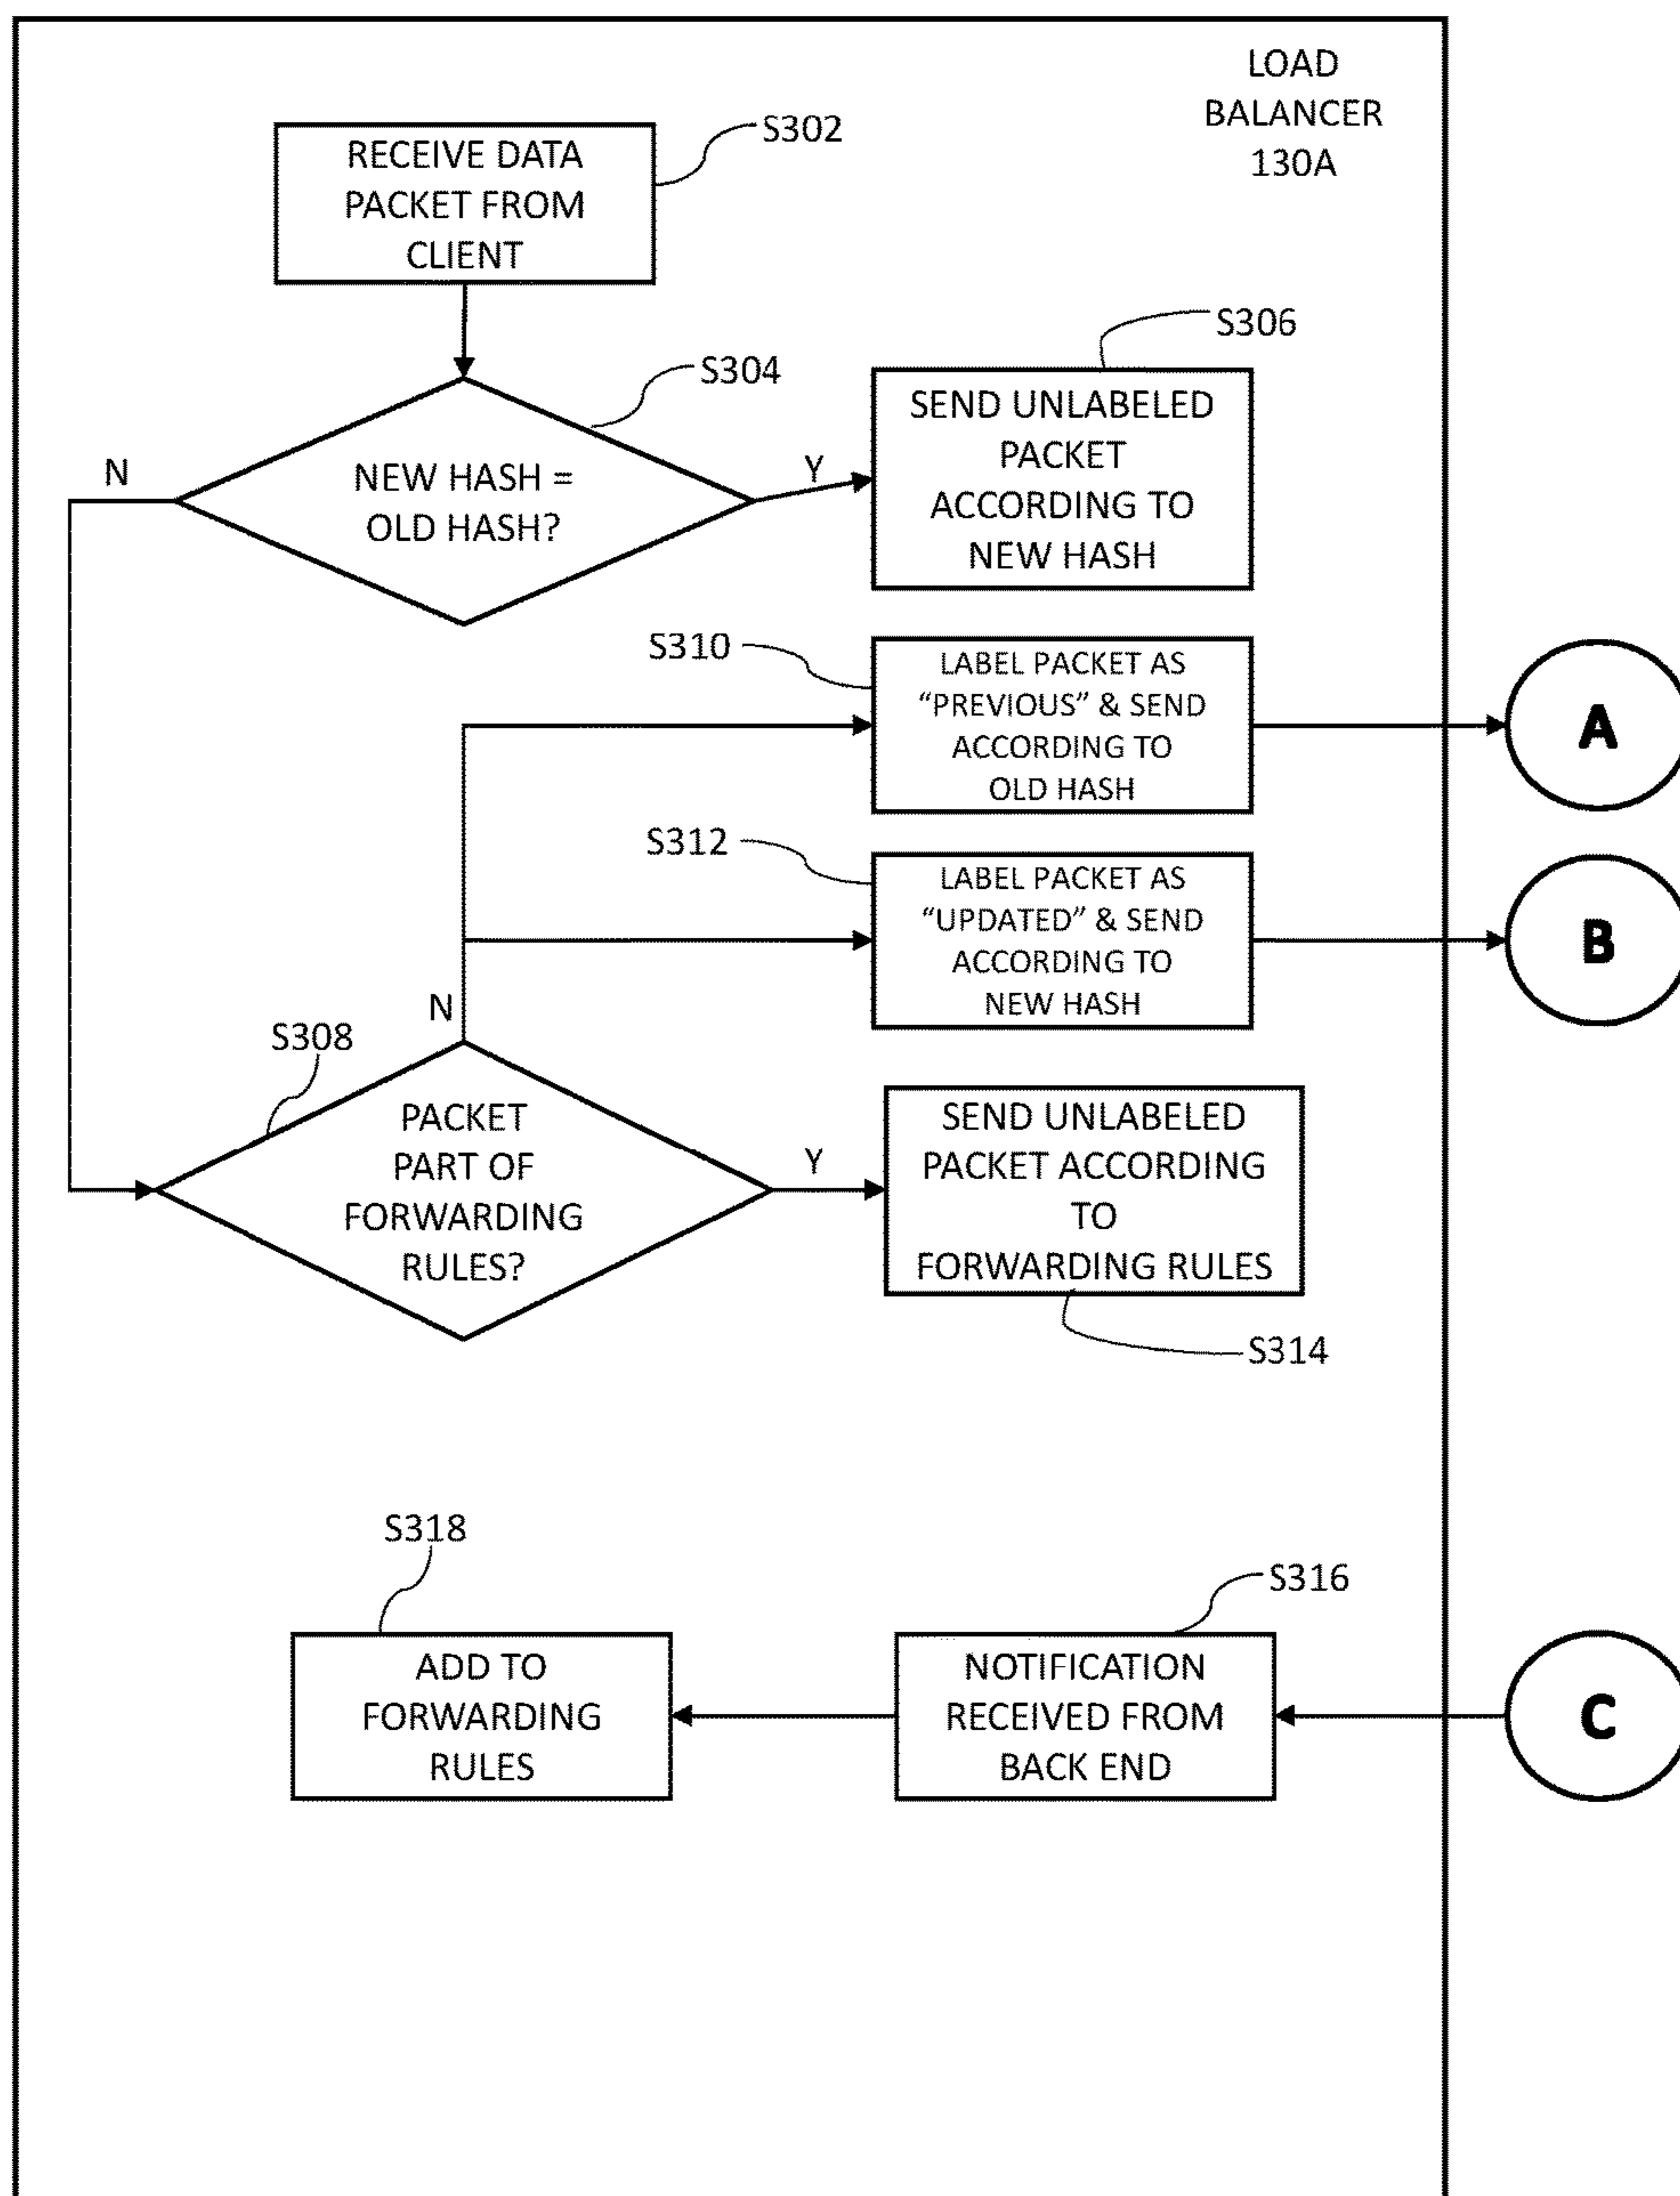 LOAD
BALANCER
130A
S302
RECEIVE DATA
PACKET FROM
CLIENT
S306
S304
SEND UNLABELED
PACKET
ACCORDING TO
NEW HASH
N
Y
NEW HASH =
OLD HASH?
S310
LABEL PACKET AS
“PREVIOUS” & SEND
ACCORDING TO
OLD HASH
A
S312
LABEL PACKET AS
“UPDATED” & SEND
ACCORDING TO
NEW HASH
B
N
S308
PACKET
PART OF
FORWARDING
RULES?
Y
SEND UNLABELED
PACKET ACCORDING
TO
FORWARDING RULES
S314
S318
S316
ADD TO
FORWARDING
RULES
NOTIFICATION
RECEIVED FROM
BACK END
C